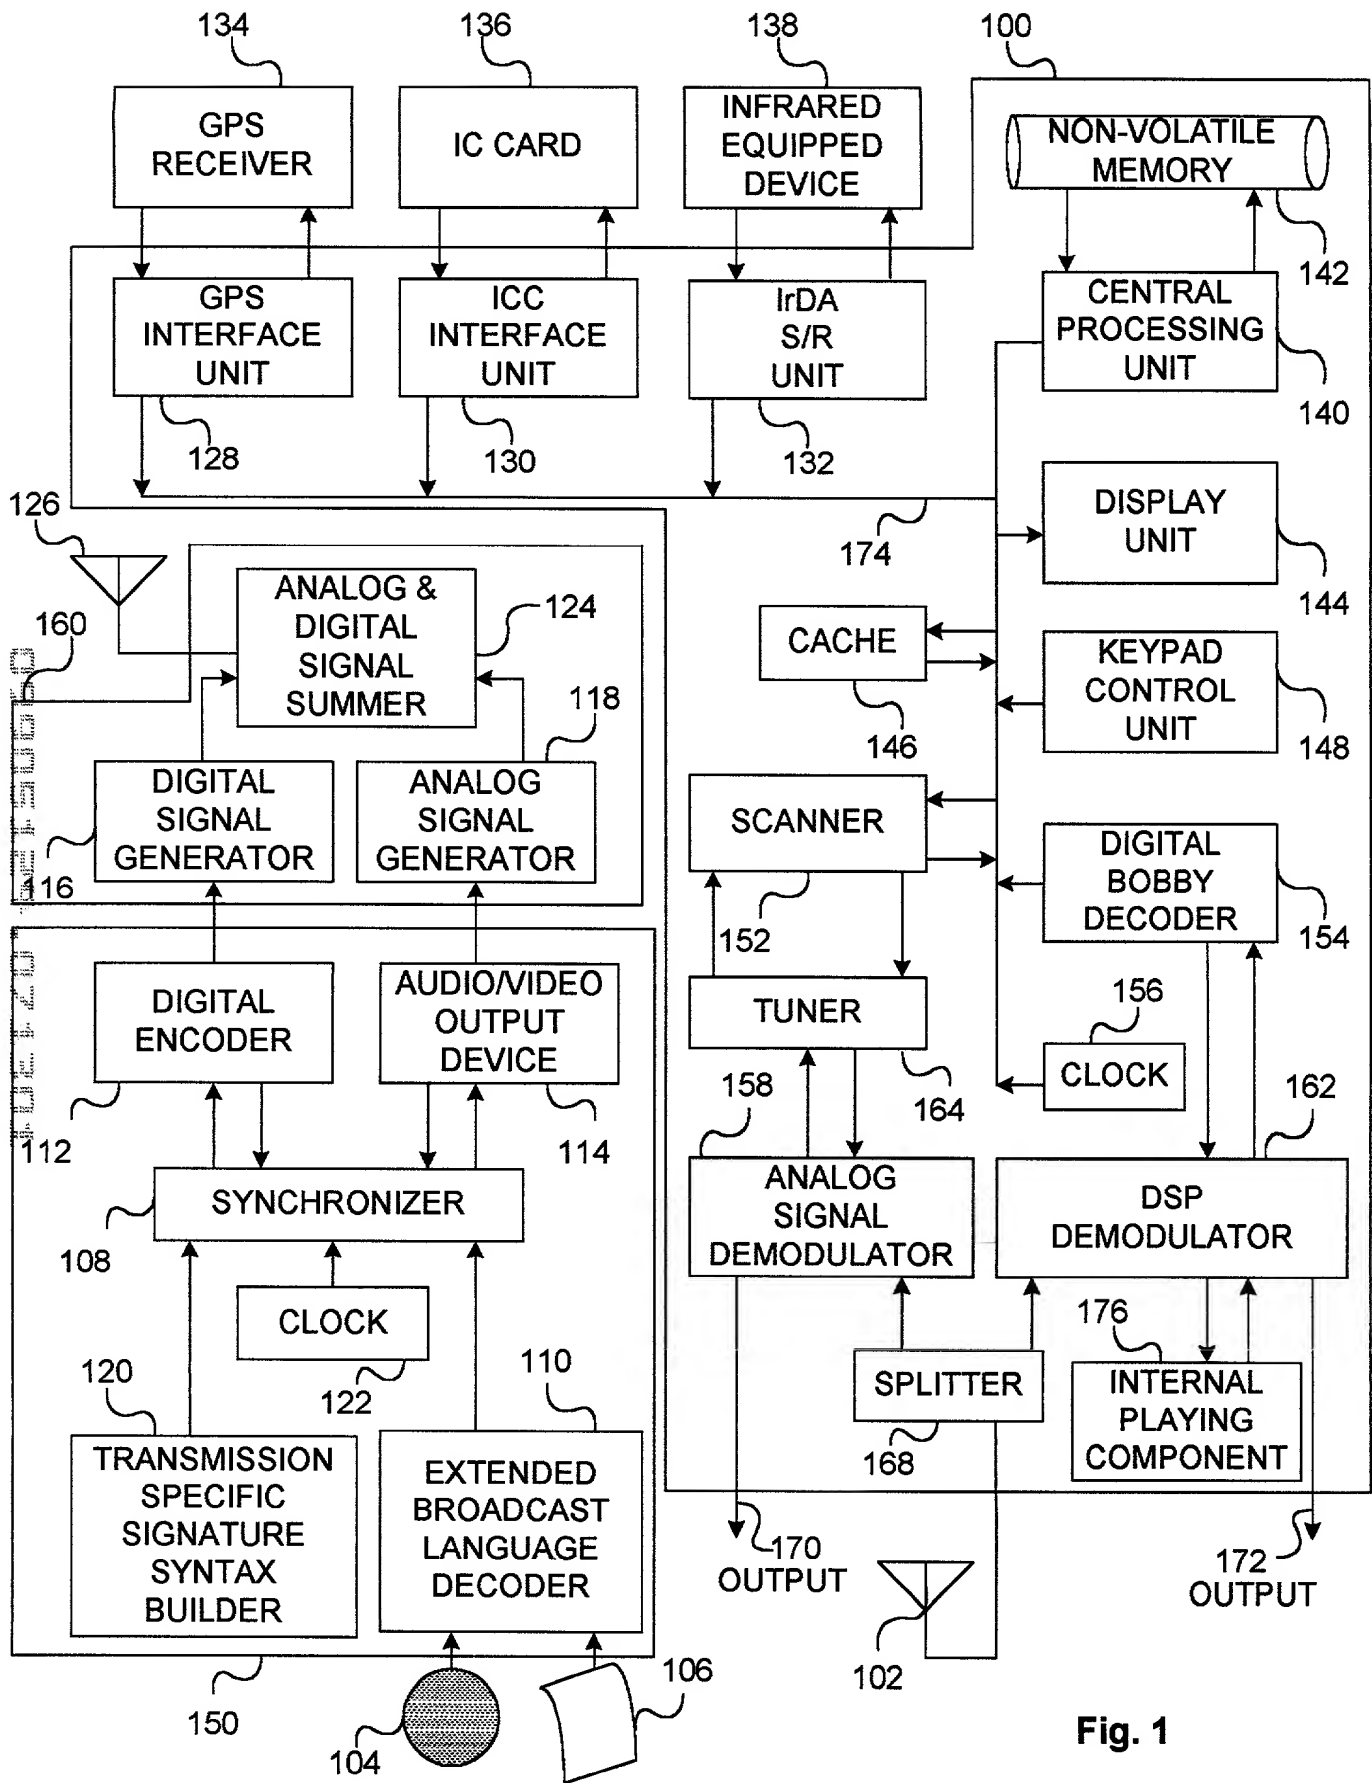 134
136
138
100
GPS
RECEIVER
IC CARD
INFRARED
EQUIPPED
DEVICE
NON-VOLATILE
MEMORY
142
GPS
INTERFACE
UNIT
ICC
INTERFACE
UNIT
IrDA
S/R
UNIT
CENTRAL
PROCESSING
UNIT
140
128
130
132
126
174
DISPLAY
UNIT
144
160
ANALOG &
DIGITAL
SIGNAL
SUMMER
124
CACHE
146
KEYPAD
CONTROL
UNIT
148
118
DIGITAL
SIGNAL
GENERATOR
116
ANALOG
SIGNAL
GENERATOR
SCANNER
152
DIGITAL
BOBBY
DECODER
154
DIGITAL
ENCODER
112
AUDIO/VIDEO
OUTPUT
DEVICE
114
TUNER
164
156
CLOCK
158
162
SYNCHRONIZER
108
ANALOG
SIGNAL
DEMODULATOR
DSP
DEMODULATOR
CLOCK
122
176
120
110
SPLITTER
168
INTERNAL
PLAYING
COMPONENT
TRANSMISSION
SPECIFIC
SIGNATURE
SYNTAX
BUILDER
EXTENDED
BROADCAST
LANGUAGE
DECODER
170
OUTPUT
172
OUTPUT
102
150
104
106
Fig. 1